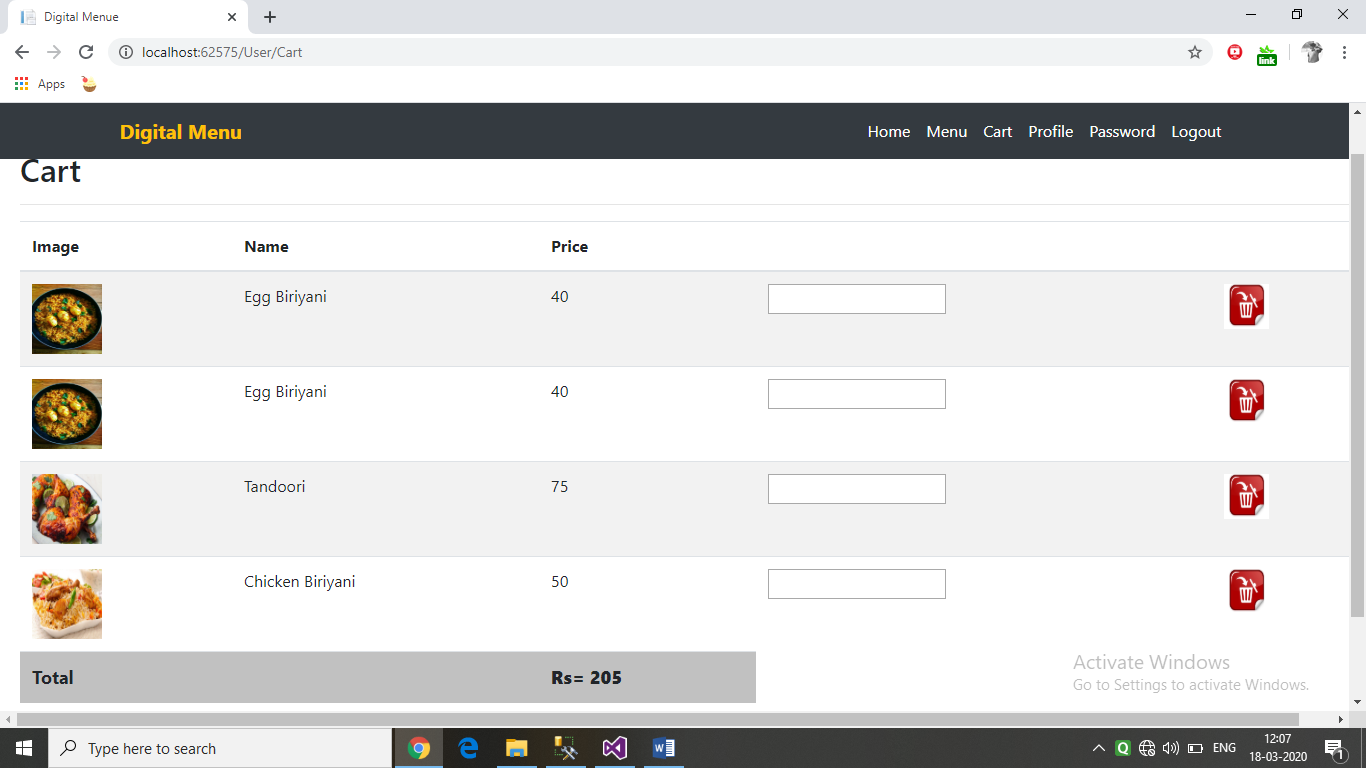 Digital Menue
localhost:62575/User/Cart
link
Apps
Digital Menu
Home Menu Cart Profile Password Logout
Cart
Image Name Price
Egg Biriyani 40
Egg Biriyani 40
Tandoori 75
Chicken Biriyani 50
Total Rs= 205
Activate Windows
Go to Settings to activate Windows.
Type here to search
ENG
12:07
18-03-2020
1